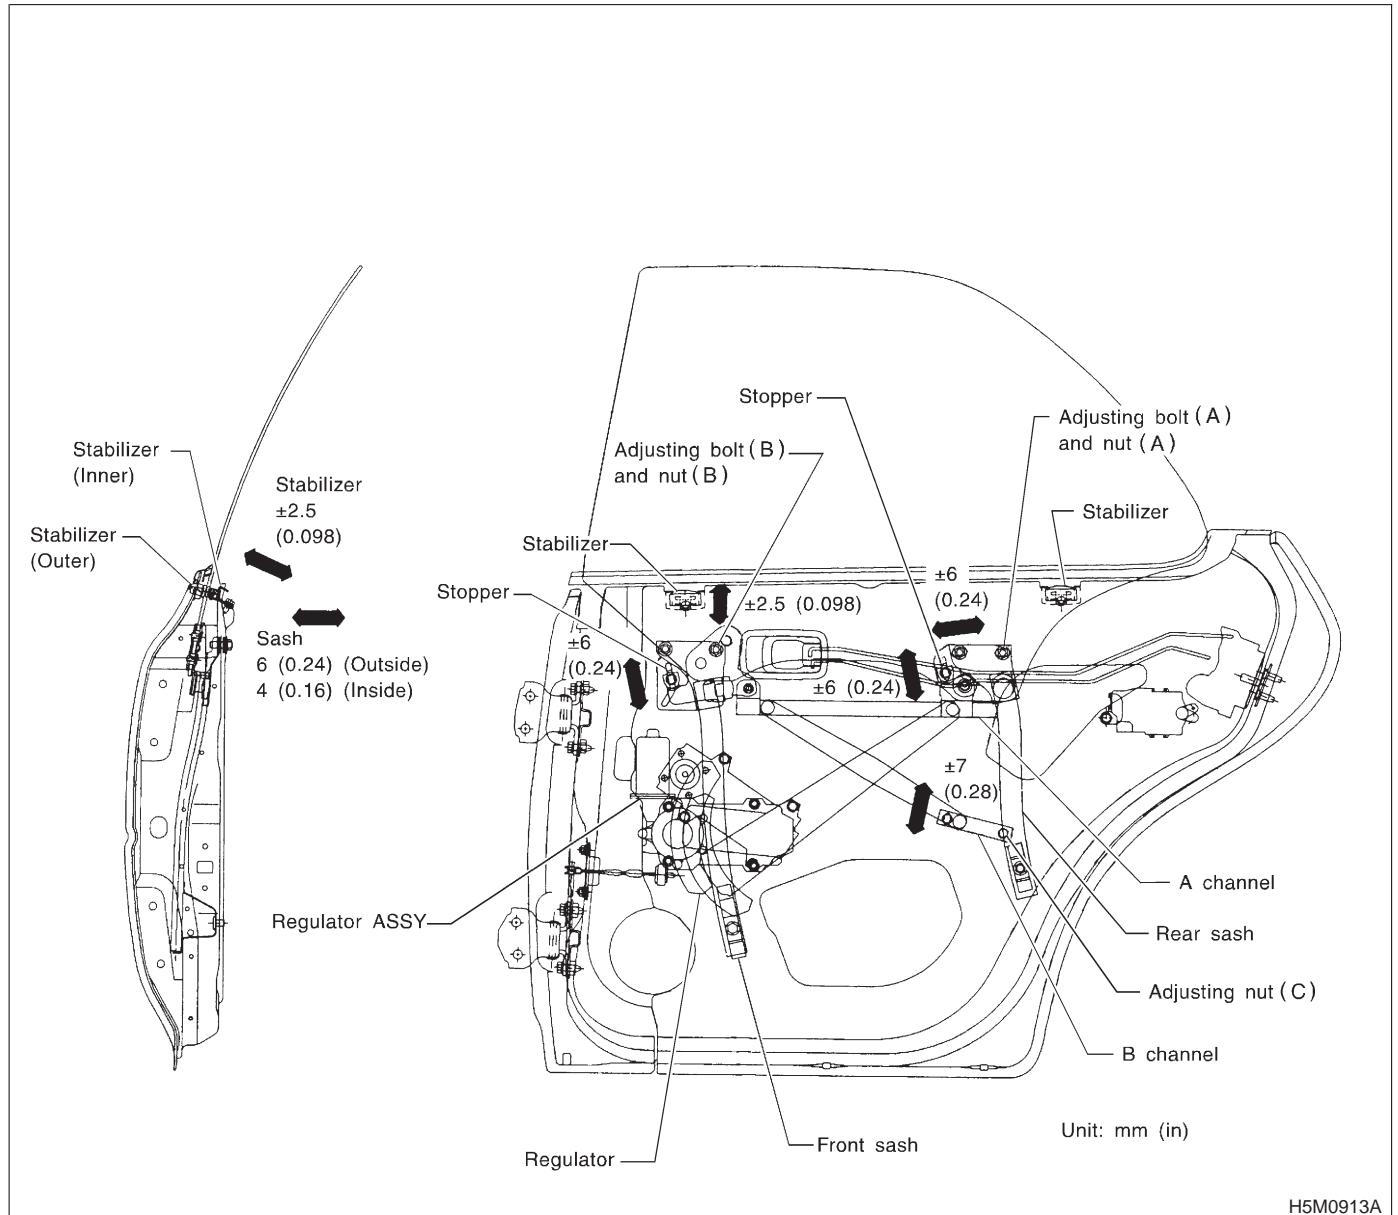 Stopper
Adjusting bolt (A)
and nut (A)
Stabilizer
(Inner)
Adjusting bolt (B)
and nut (B)
Stabilizer
±2.5
(0.098)
Stabilizer
Stabilizer
(Outer)
Stabilizer
Stopper
±6
(0.24)
±2.5 (0.098)
Sash
6 (0.24) (Outside)
4 (0.16) (Inside)
±6
(0.24)
±6 (0.24)
±7
(0.28)
A channel
Regulator ASSY
Rear sash
Adjusting nut (C)
B channel
Unit: mm (in)
Front sash
Regulator
H5M0913A